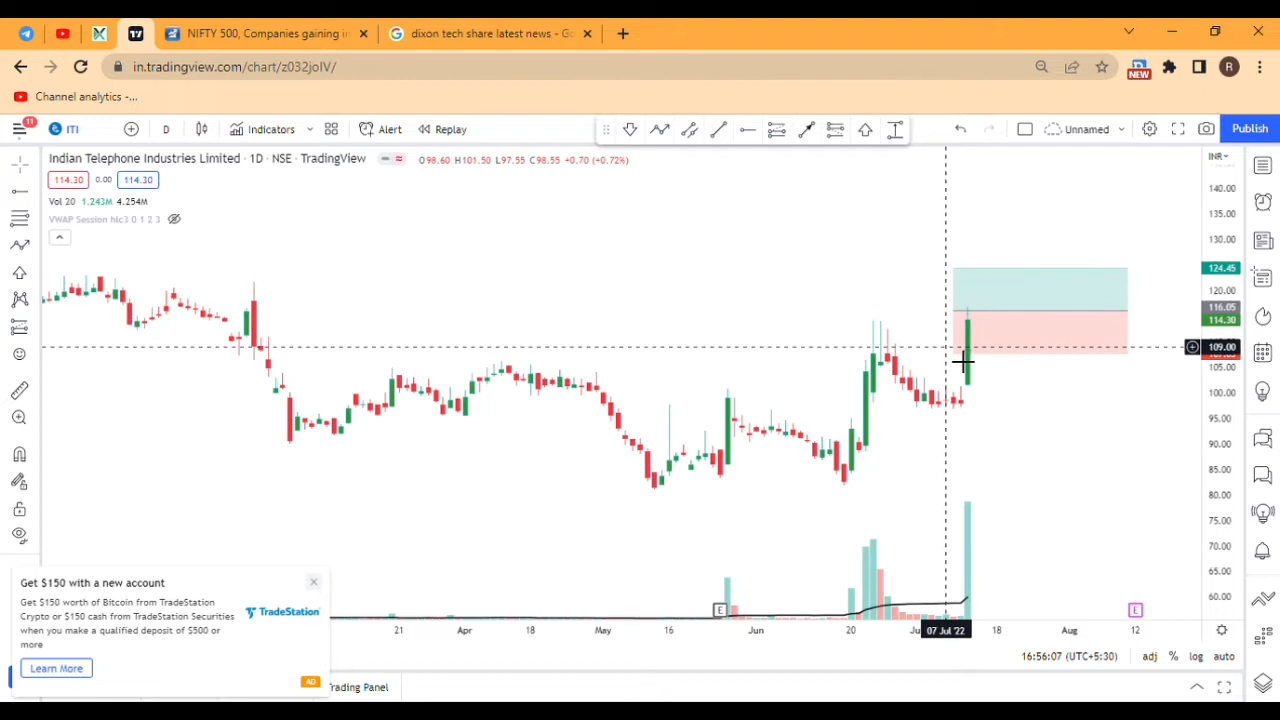 NIFTY 500, Companies gaining in
dixon tech share latest news - Go
in.tradingview.com/chart/z032joIV/
NEW
R
Channel analytics -...
11
ITI
D
Indicators
Alert
Replay
Unnamed
Publish
Indian Telephone Industries Limited · 1D · NSE · TradingView
O98.60 H101.50 L97.55 C98.55 +0.70 (+0.72%)
INR
114.30
0.00
114.30
Vol 20 1.243M 4.254M
VWAP Session hlc3 0 1 2 3
140.00
135.00
130.00
124.45
120.00
116.05
114.30
109.00
105.00
100.00
95.00
90.00
85.00
80.00
75.00
70.00
65.00
60.00
E
E
21
Apr
18
May
16
Jun
20
07 Jul '22
18
Aug
12
Get $150 with a new account
Get $150 worth of Bitcoin from TradeStation
Crypto or $150 cash from TradeStation Securities
when you make a qualified deposit of $500 or
more
TradeStation
Learn More
AD
16:56:07 (UTC+5:30)
adj
%
log
auto
rading Panel